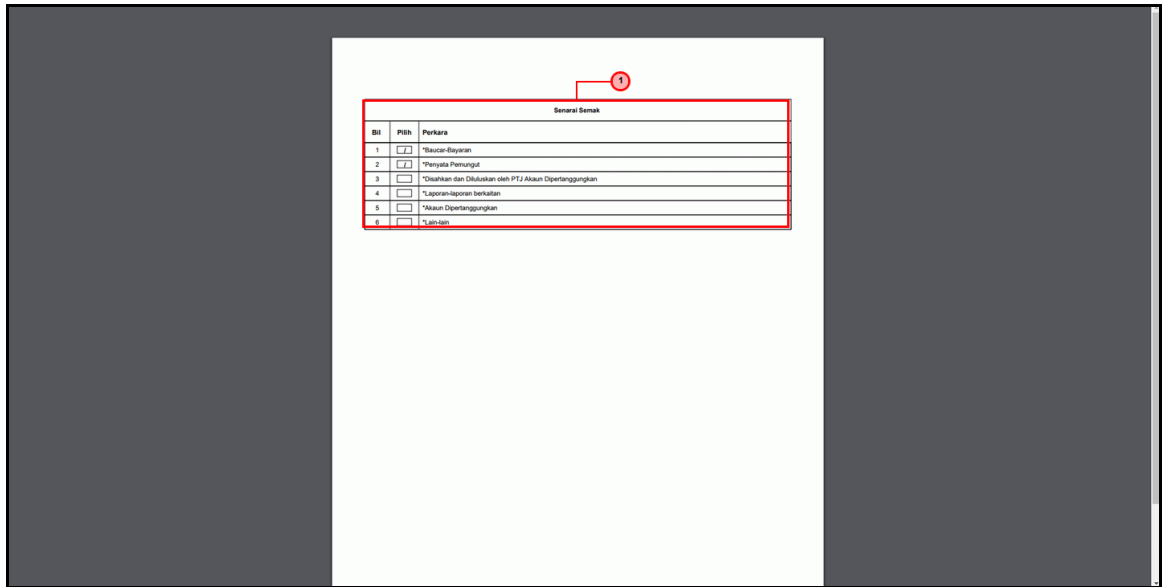 1
Senarai Semak
Bil Pilih Perkara
1 / *Baucar-Bayaran
2 / *Penyata Pemungut
3 *Disahkan dan Diluluskan oleh PTJ Akaun Dipertanggungkan
4 *Laporan-laporan berkaitan
5 *Akaun Dipertanggungkan
6 *Lain-lain